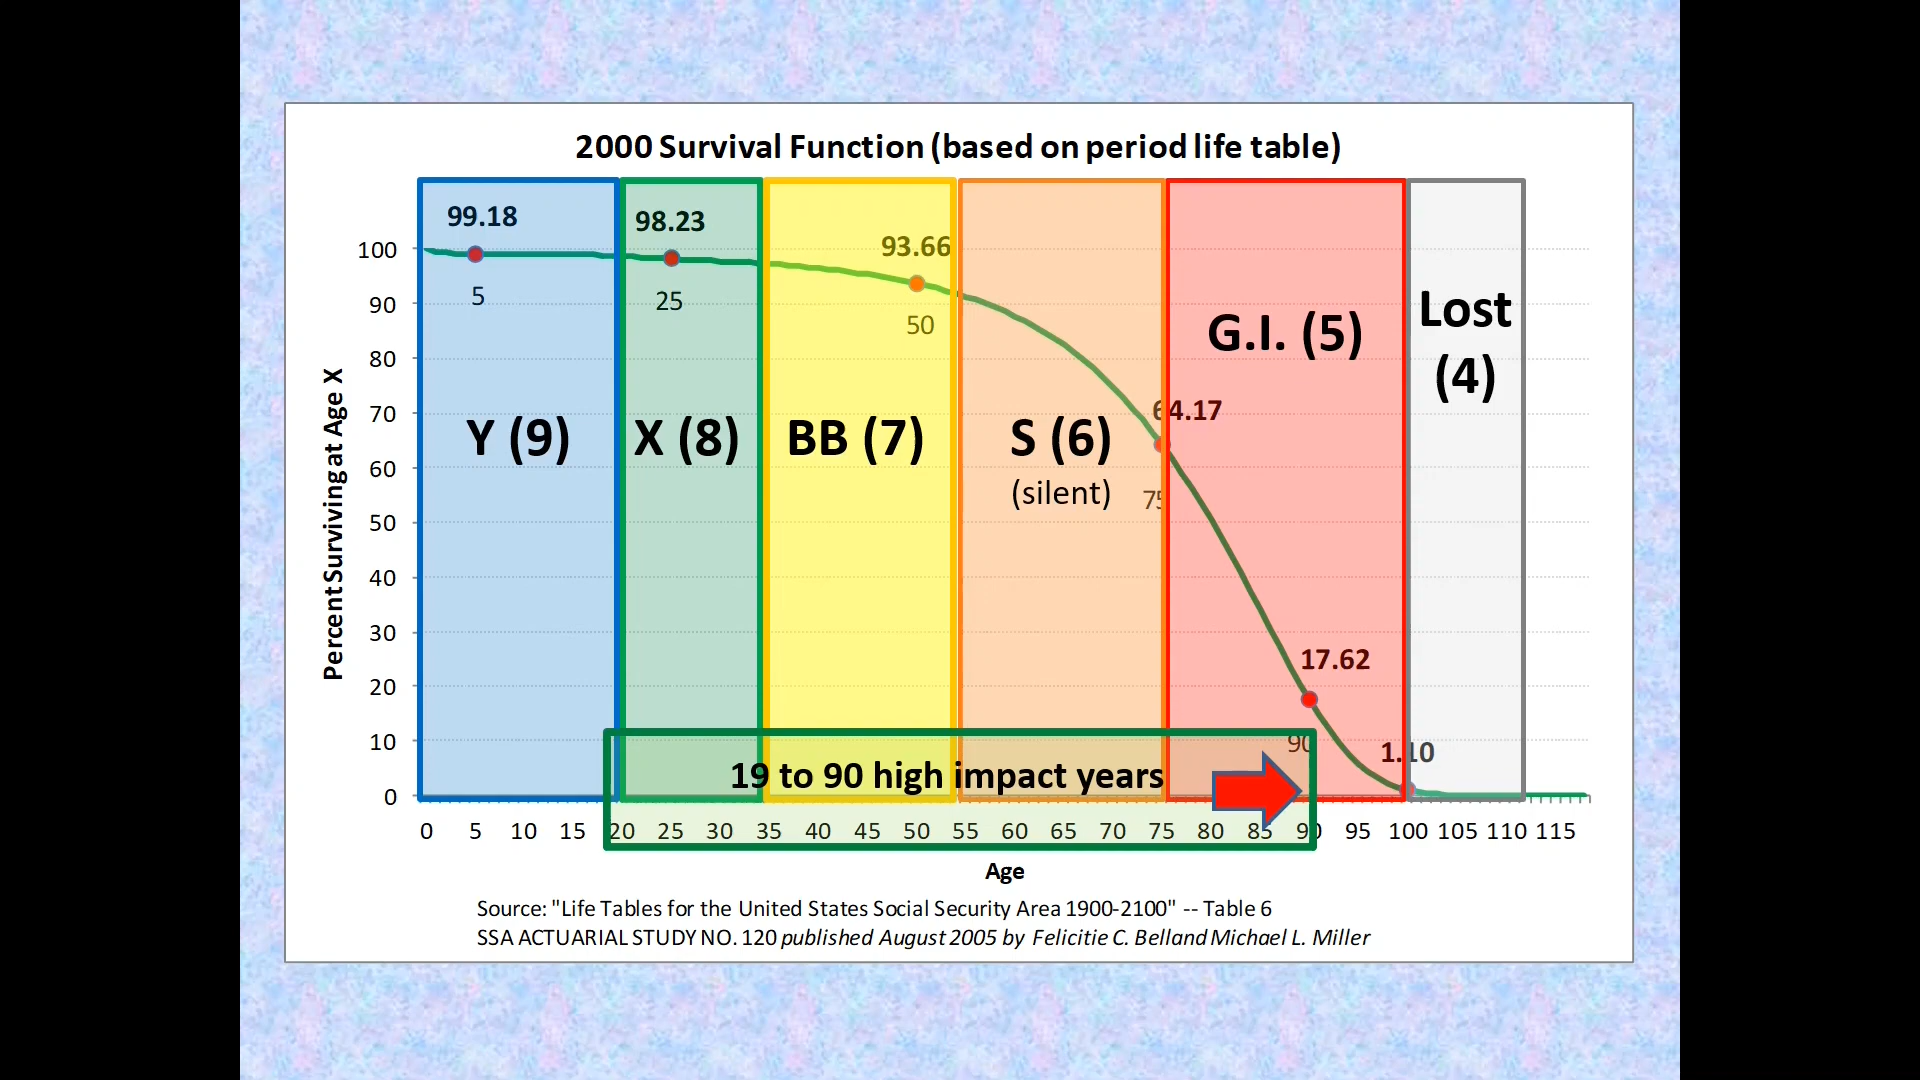 2000 Survival Function (based on period life table)
99.18
98.23
93.66
5
25
50
64.17
75
17.62
90
1.10
Y (9)
X (8)
BB (7)
S (6)
(silent)
G.I. (5)
Lost
(4)
Percent Surviving at Age X
100
90
80
70
60
50
40
30
20
10
0
19 to 90 high impact years
0 5 10 15 20 25 30 35 40 45 50 55 60 65 70 75 80 85 90 95 100 105 110 115
Age
Source: "Life Tables for the United States Social Security Area 1900-2100" -- Table 6
SSA ACTUARIAL STUDY NO. 120 published August 2005 by Felicitie C. Bell and Michael L. Miller